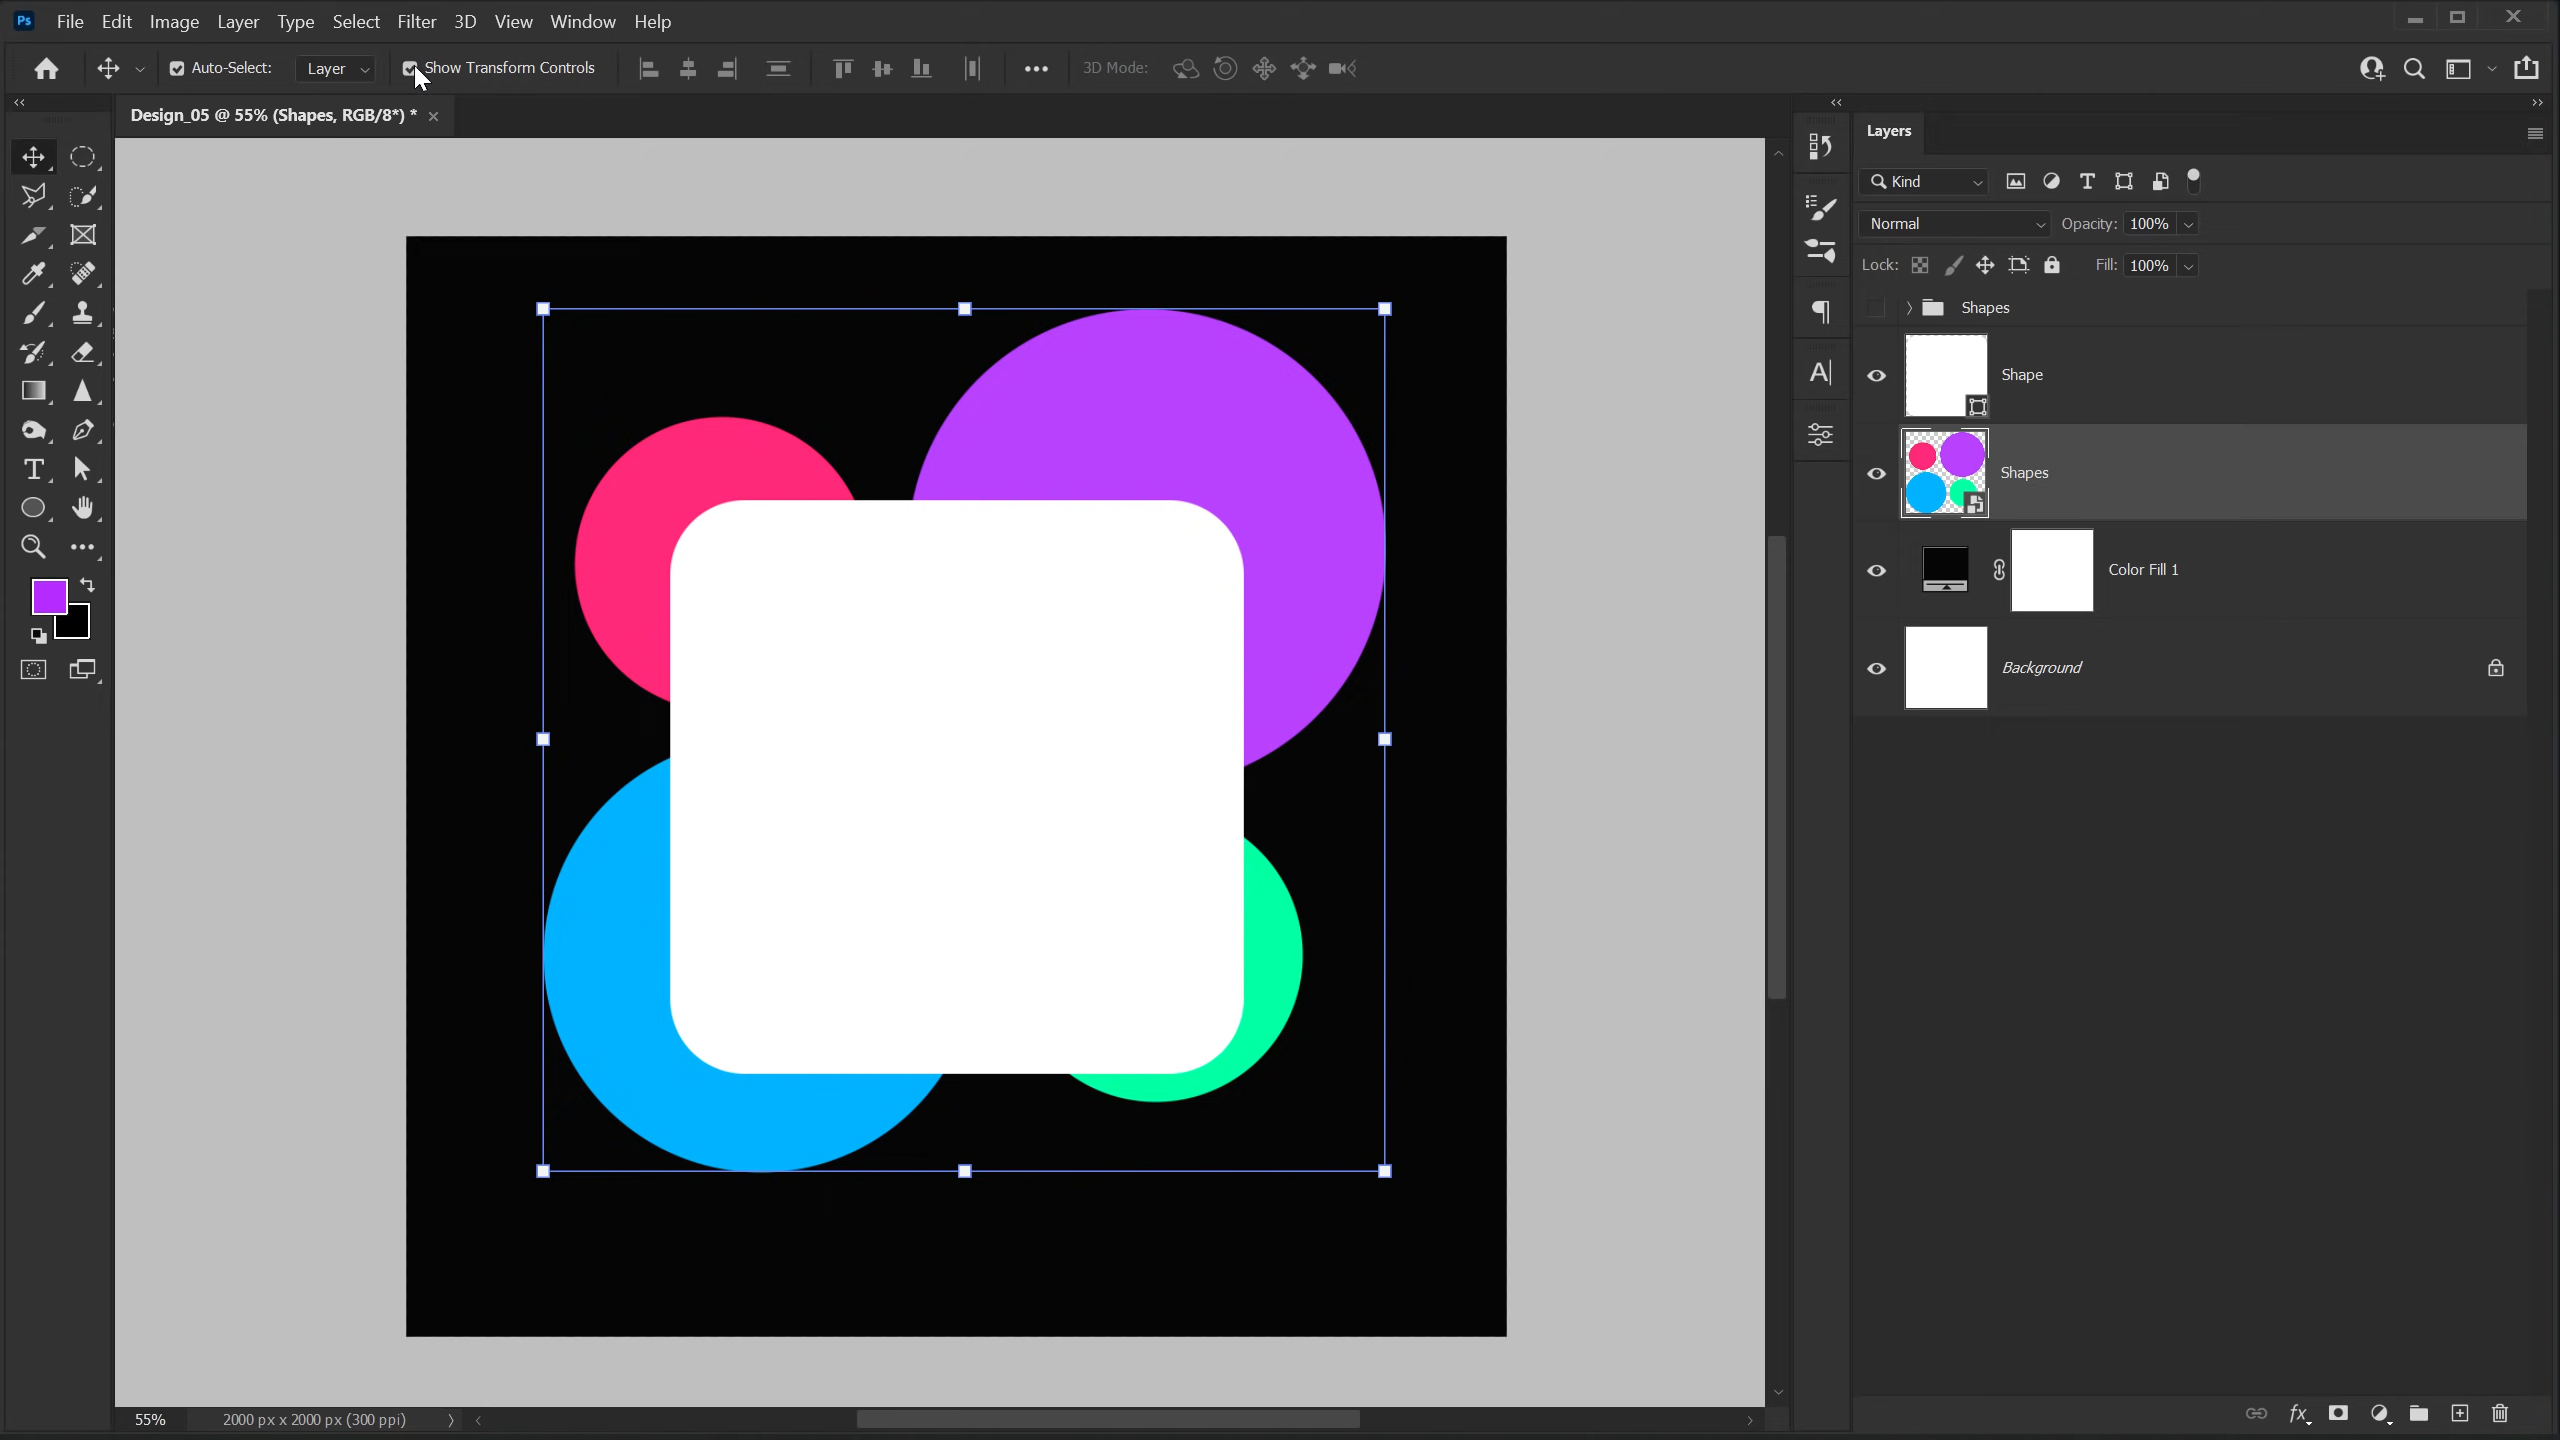 Ps File Edit Image Layer Type Select Filter 3D View Window Help
Auto-Select: Layer Show Transform Controls 3D Mode:
Design_05 @ 55% (Shapes, RGB/8*) *
Layers
Kind
Normal Opacity: 100%
Lock: Fill: 100%
Shapes
Shape
Shapes
Color Fill 1
Background
55% 2000 px x 2000 px (300 ppi)